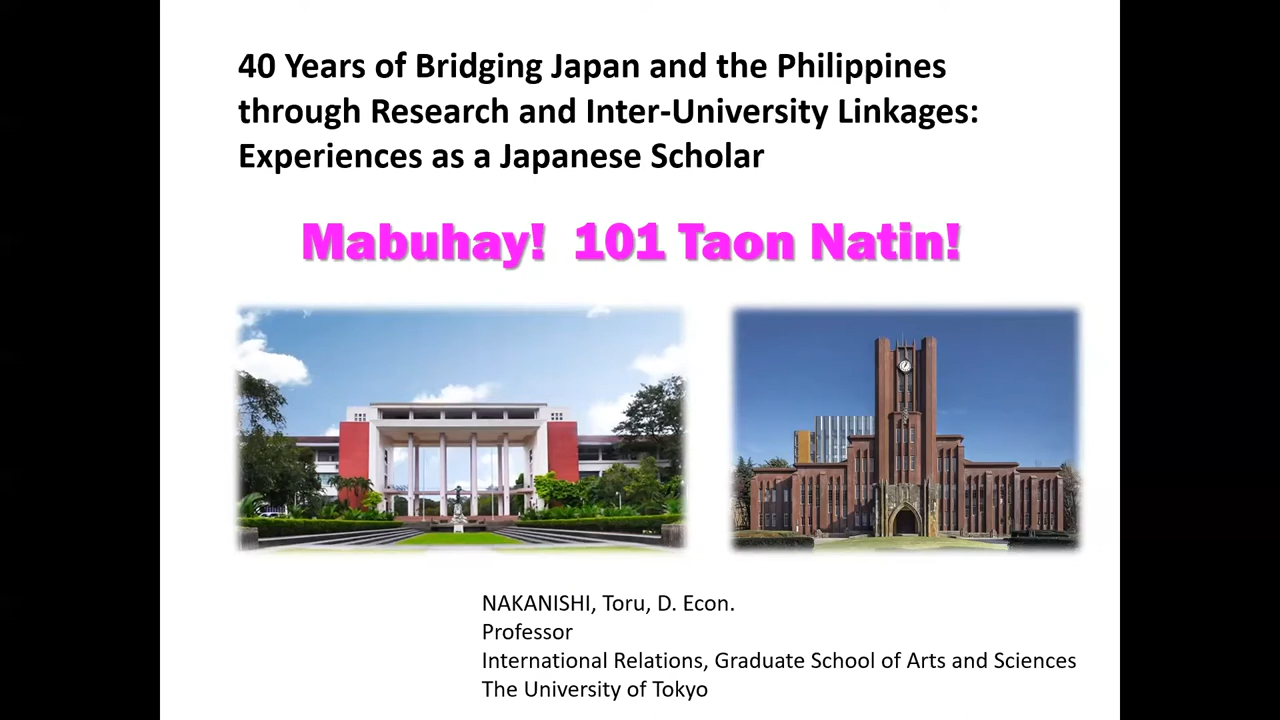 40 Years of Bridging Japan and the Philippines
through Research and Inter-University Linkages:
Experiences as a Japanese Scholar
Mabuhay! 101 Taon Natin!
NAKANISHI, Toru, D. Econ.
Professor
International Relations, Graduate School of Arts and Sciences
The University of Tokyo